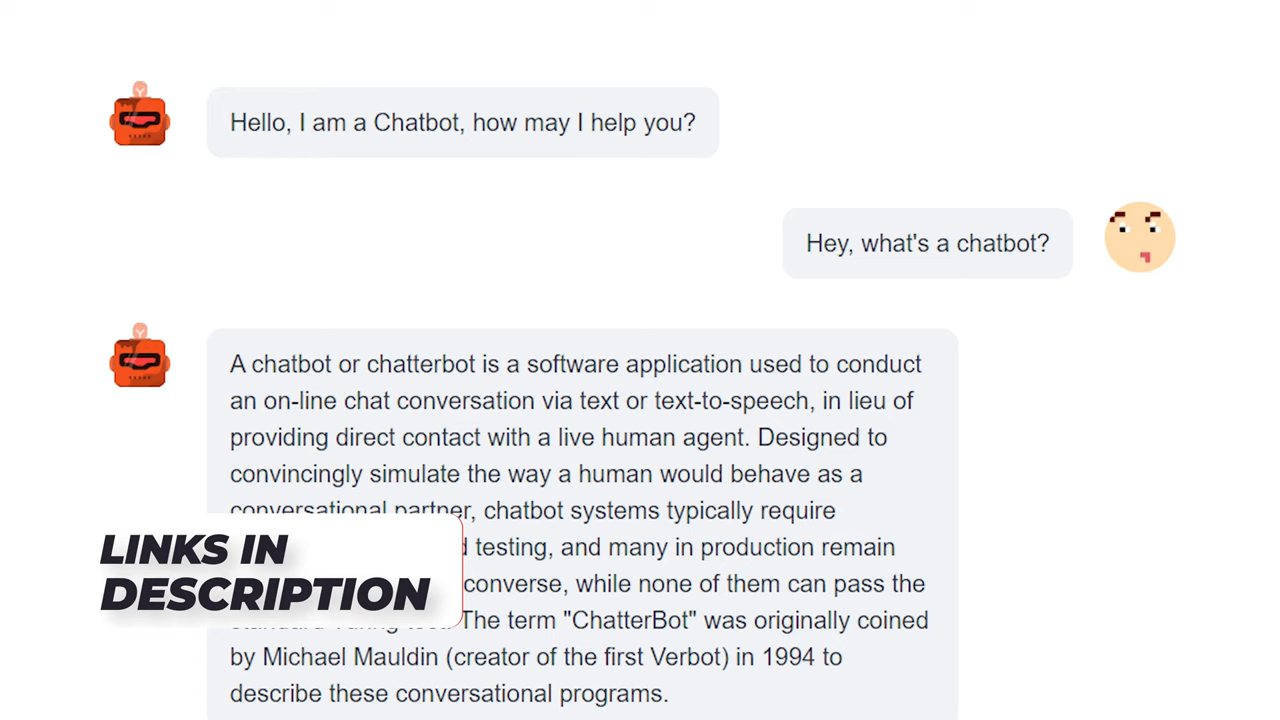 Hello, I am a Chatbot, how may I help you?
Hey, what's a chatbot?
A chatbot or chatterbot is a software application used to conduct
an on-line chat conversation via text or text-to-speech, in lieu of
providing direct contact with a live human agent. Designed to
convincingly simulate the way a human would behave as a
conversational partner, chatbot systems typically require
testing, and many in production remain
converse, while none of them can pass the
The term "ChatterBot" was originally coined
by Michael Mauldin (creator of the first Verbot) in 1994 to
describe these conversational programs.
LINKS IN
DESCRIPTION